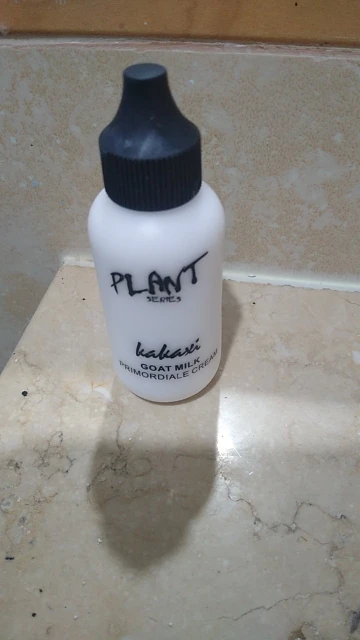 PLANT
SERIES
kakaxi
GOAT MILK
PRIMORDIALE CREAM